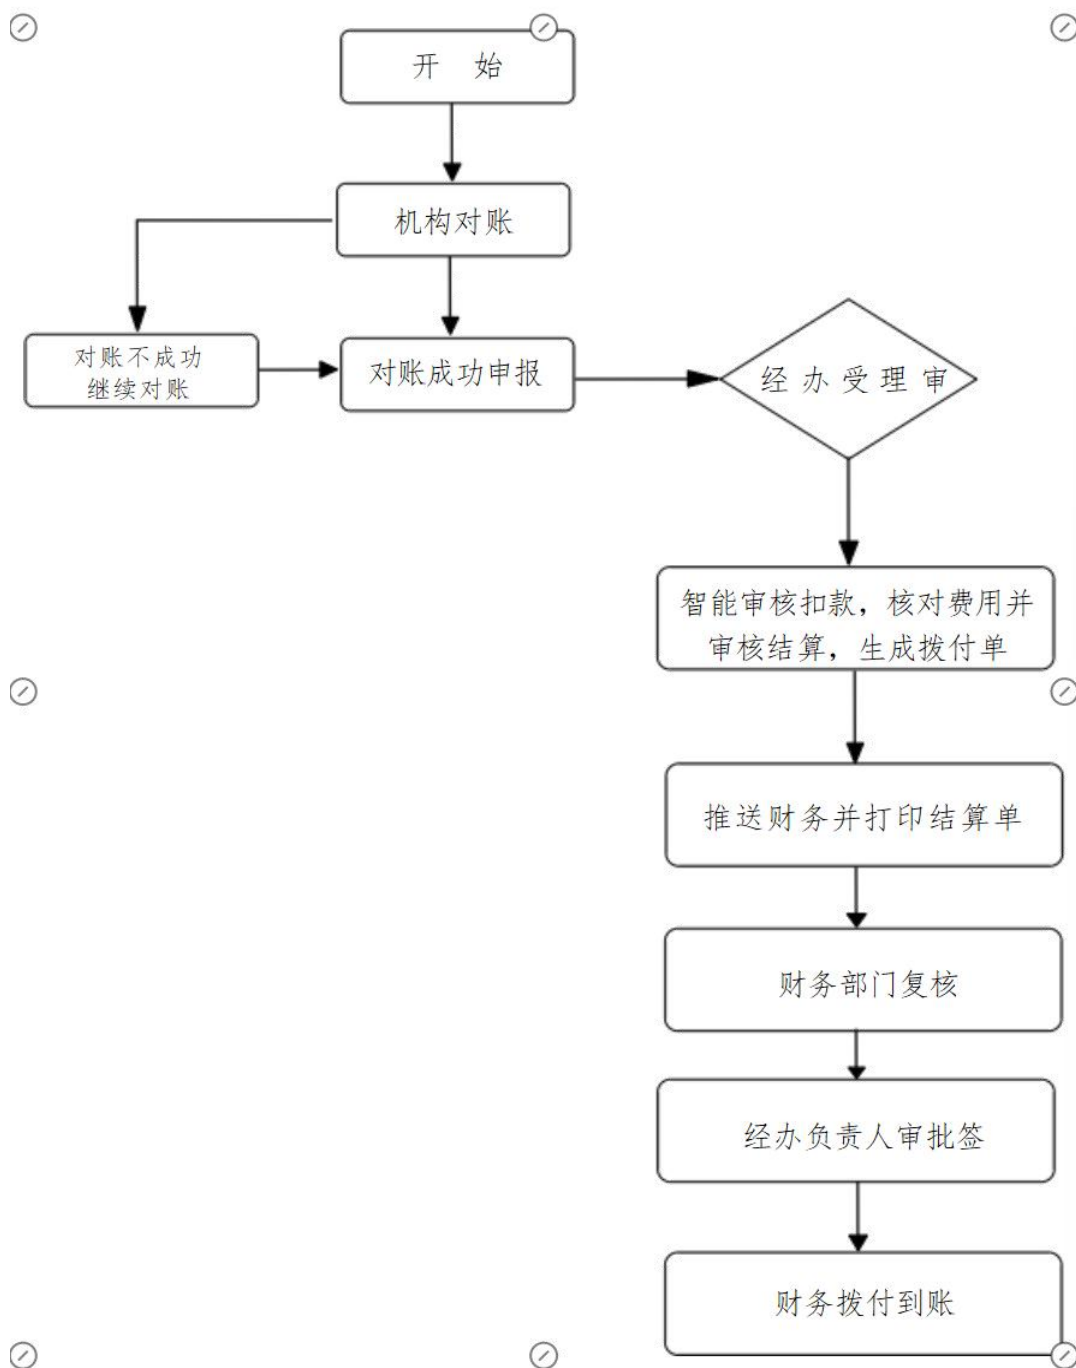 开 始
机构对账
对账不成功
继续对账
对账成功申报
经办受理审
智能审核扣款，核对费用并
审核结算，生成拨付单
推送财务并打印结算单
财务部门复核
经办负责人审批签
财务拨付到账